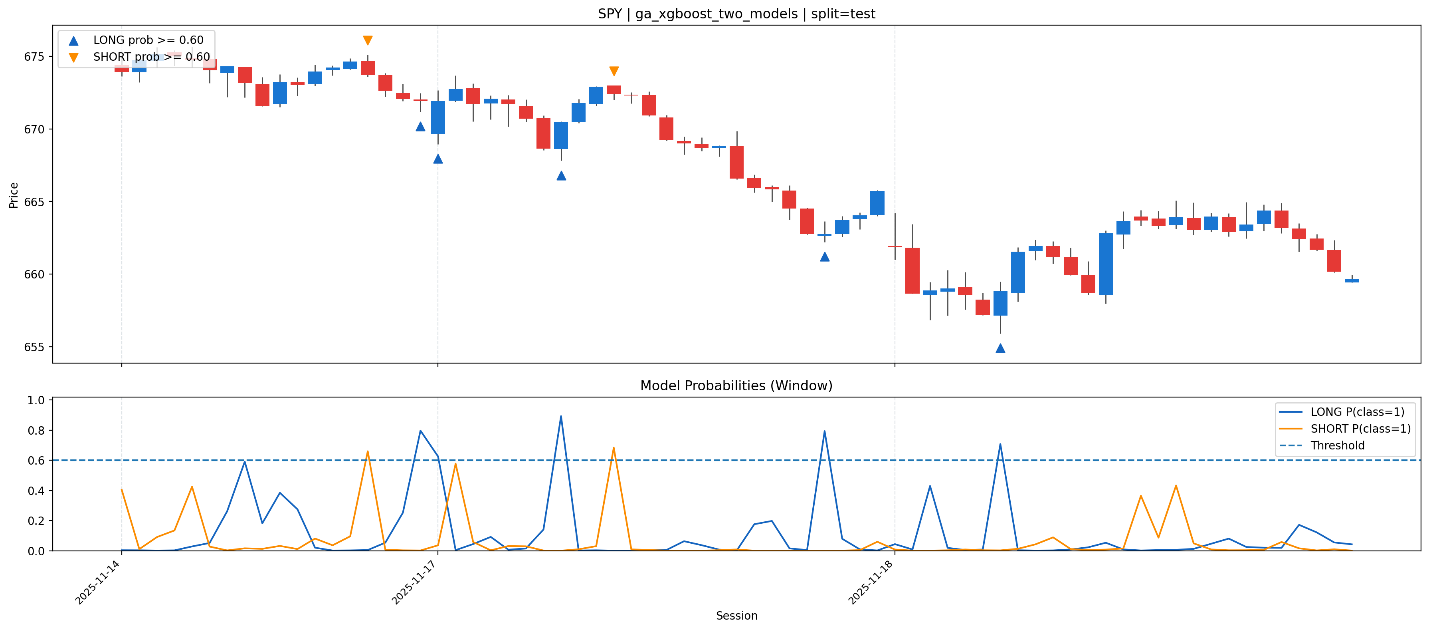 SPY | ga_xgboost_two_models | split=test
LONG prob >= 0.60
SHORT prob >= 0.60
675
670
665
660
655
Price
Model Probabilities (Window)
LONG P(class=1)
SHORT P(class=1)
Threshold
1.0
0.8
0.6
0.4
0.2
0.0
2025-11-14
2025-11-17
2025-11-18
Session